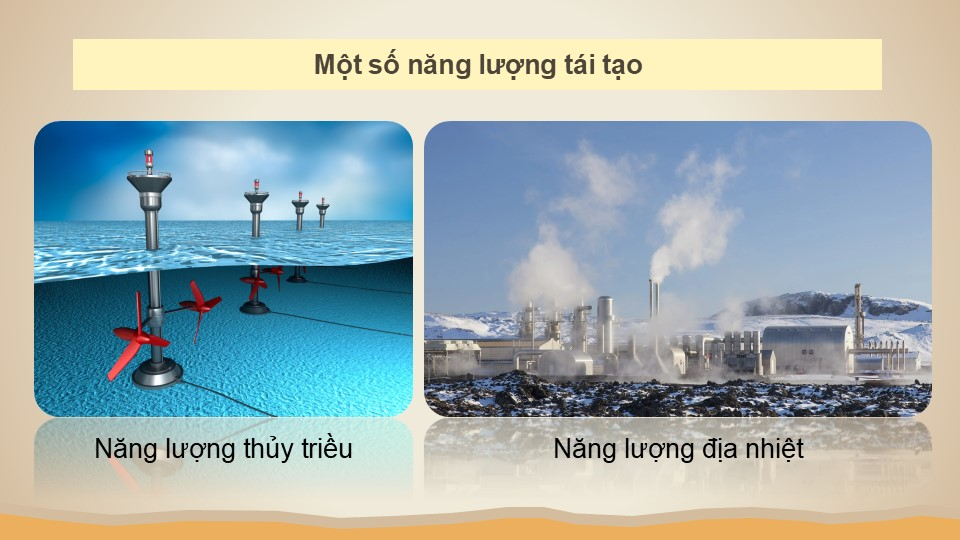 Một số năng lượng tái tạo
Năng lượng thủy triều
Năng lượng địa nhiệt